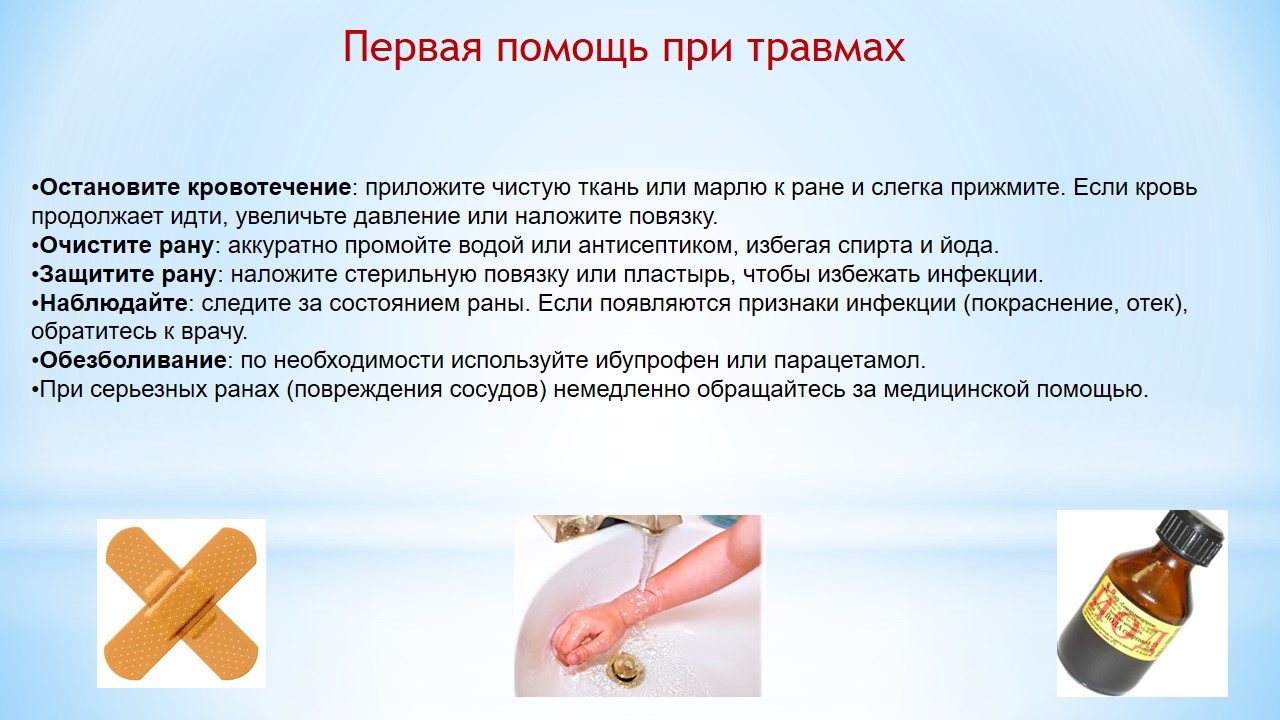 Первая помощь при травмах
•Остановите кровотечение: приложите чистую ткань или марлю к ране и слегка прижмите. Если кровь
продолжает идти, увеличьте давление или наложите повязку.
•Очистите рану: аккуратно промойте водой или антисептиком, избегая спирта и йода.
•Защитите рану: наложите стерильную повязку или пластырь, чтобы избежать инфекции.
•Наблюдайте: следите за состоянием раны. Если появляются признаки инфекции (покраснение, отек),
обратитесь к врачу.
•Обезболивание: по необходимости используйте ибупрофен или парацетамол.
•При серьезных ранах (повреждения сосудов) немедленно обращайтесь за медицинской помощью.
ЙОД